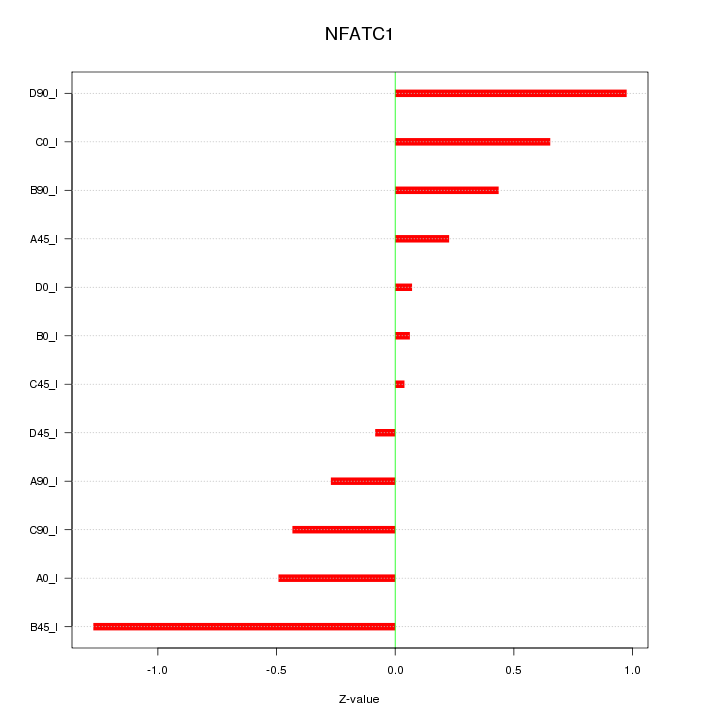 NFATC1
D90_I
C0_I
B90_I
A45_I
D0_I
B0_I
C45_I
D45_I
A90_I
C90_I
A0_I
B45_I
-1.0 -0.5 0.0 0.5 1.0
Z-value